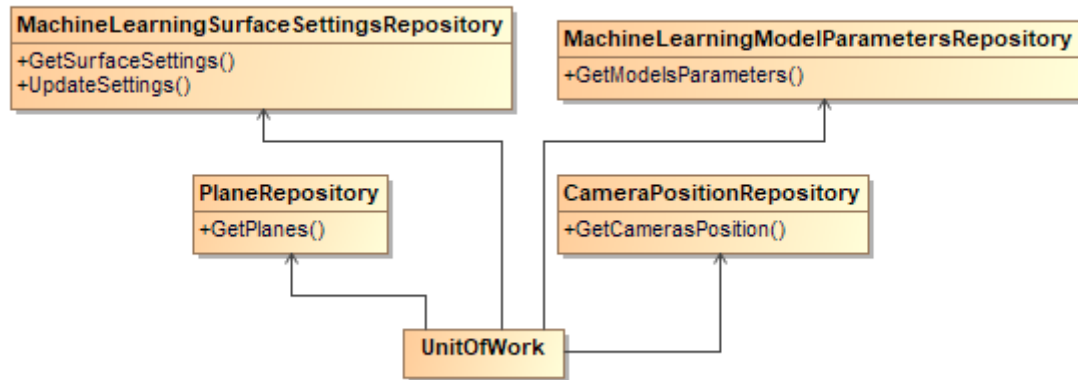 MachineLearningSurfaceSettingsRepository
+GetSurfaceSettings()
+UpdateSettings()
MachineLearningModelParametersRepository
+GetModelsParameters()
PlaneRepository
+GetPlanes()
CameraPositionRepository
+GetCamerasPosition()
UnitOfWork